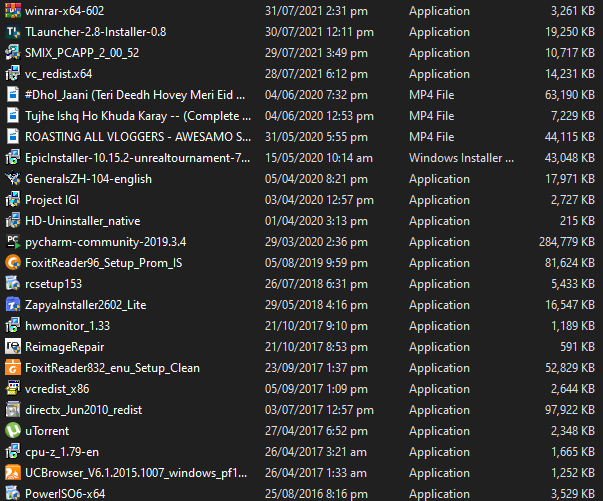 winrar-x64-602 31/07/2021 2:31 pm Application 3,261 KB
TLauncher-2.8-Installer-0.8 30/07/2021 12:11 pm Application 19,250 KB
SMIX_PCAPP_2_00_52 29/07/2021 3:49 pm Application 10,717 KB
vc_redist.x64 28/07/2021 6:12 pm Application 14,231 KB
#Dhol_Jaani (Teri Deedh Hovey Meri Eid ... 04/06/2020 7:32 pm MP4 File 63,190 KB
Tujhe Ishq Ho Khuda Karay -- (Complete ... 04/06/2020 12:53 pm MP4 File 7,229 KB
ROASTING ALL VLOGGERS - AWESAMO S... 31/05/2020 5:55 pm MP4 File 44,115 KB
EpicInstaller-10.15.2-unrealtournament-7... 15/05/2020 10:14 am Windows Installer ... 43,048 KB
GeneralsZH-104-english 05/04/2020 8:21 pm Application 17,971 KB
Project IGI 03/04/2020 12:57 pm Application 2,727 KB
HD-Uninstaller_native 01/04/2020 3:13 pm Application 215 KB
pycharm-community-2019.3.4 29/03/2020 2:36 pm Application 284,779 KB
FoxitReader96_Setup_Prom_IS 05/08/2019 9:59 pm Application 81,624 KB
rcsetup153 26/07/2018 6:31 pm Application 5,433 KB
ZapyaInstaller2602_Lite 29/05/2018 4:16 pm Application 16,547 KB
hwmonitor_1.33 21/10/2017 9:10 pm Application 1,189 KB
ReimageRepair 21/10/2017 8:53 pm Application 591 KB
FoxitReader832_enu_Setup_Clean 23/09/2017 1:37 pm Application 52,829 KB
vcredist_x86 05/09/2017 1:09 pm Application 2,644 KB
directx_Jun2010_redist 03/07/2017 12:57 pm Application 97,922 KB
uTorrent 27/04/2017 6:52 pm Application 2,348 KB
cpu-z_1.79-en 26/04/2017 3:21 am Application 1,665 KB
UCBrowser_V6.1.2015.1007_windows_pf1... 26/04/2017 1:33 am Application 1,252 KB
PowerISO6-x64 25/08/2016 8:16 pm Application 3,529 KB